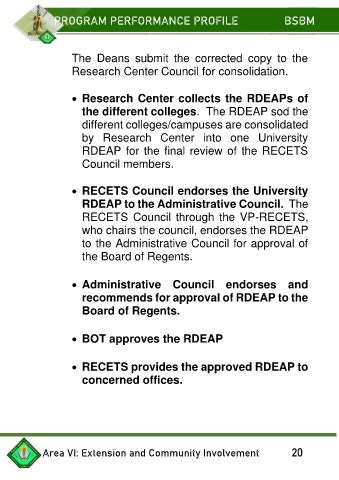 PROGRAM PERFORMANCE PROFILE BSBM
The Deans submit the corrected copy to the
Research Center Council for consolidation.
• Research Center collects the RDEAPs of
the different colleges. The RDEAP sod the
different colleges/campuses are consolidated
by Research Center into one University
RDEAP for the final review of the RECETS
Council members.
• RECETS Council endorses the University
RDEAP to the Administrative Council. The
RECETS Council through the VP-RECETS,
who chairs the council, endorses the RDEAP
to the Administrative Council for approval of
the Board of Regents.
• Administrative Council endorses and
recommends for approval of RDEAP to the
Board of Regents.
• BOT approves the RDEAP
• RECETS provides the approved RDEAP to
concerned offices.
Area VI: Extension and Community Involvement 20